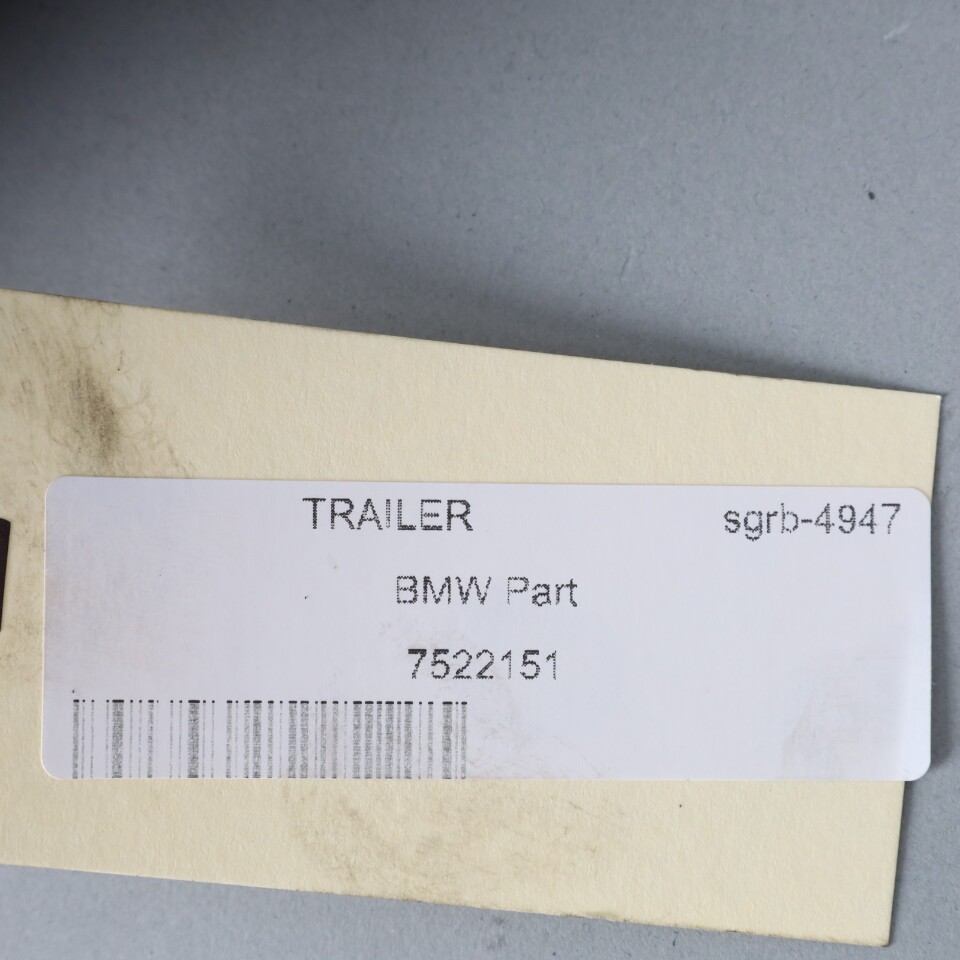 TRAILER sgrb-4947
BMW Part
7522151